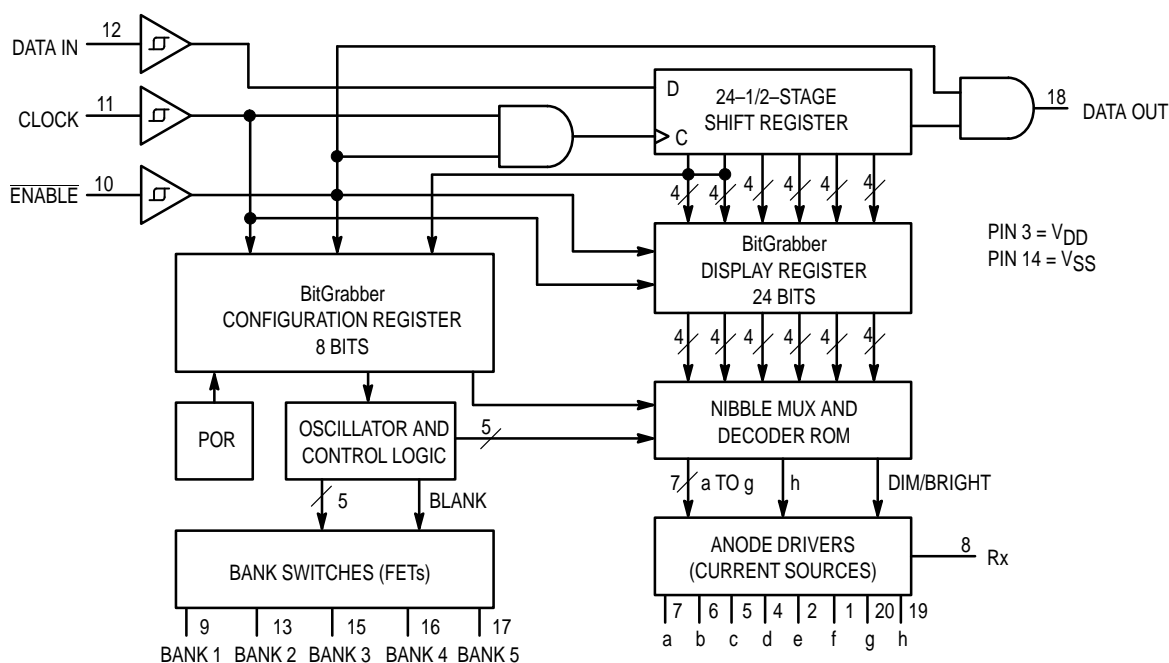 DATA IN
12
CLOCK
11
ENABLE
10
D
C
24–1/2–STAGE
SHIFT REGISTER
18
DATA OUT
4 4 4 4 4 4
BitGrabber
DISPLAY REGISTER
24 BITS
PIN 3 = VDD
PIN 14 = VSS
BitGrabber
CONFIGURATION REGISTER
8 BITS
4 4 4 4 4 4
POR
OSCILLATOR AND
CONTROL LOGIC
5
NIBBLE MUX AND
DECODER ROM
5
BLANK
7
a TO g
h
DIM/BRIGHT
BANK SWITCHES (FETs)
ANODE DRIVERS
(CURRENT SOURCES)
8
Rx
9 13 15 16 17
BANK 1 BANK 2 BANK 3 BANK 4 BANK 5
7 6 5 4 2 1 20 19
a b c d e f g h